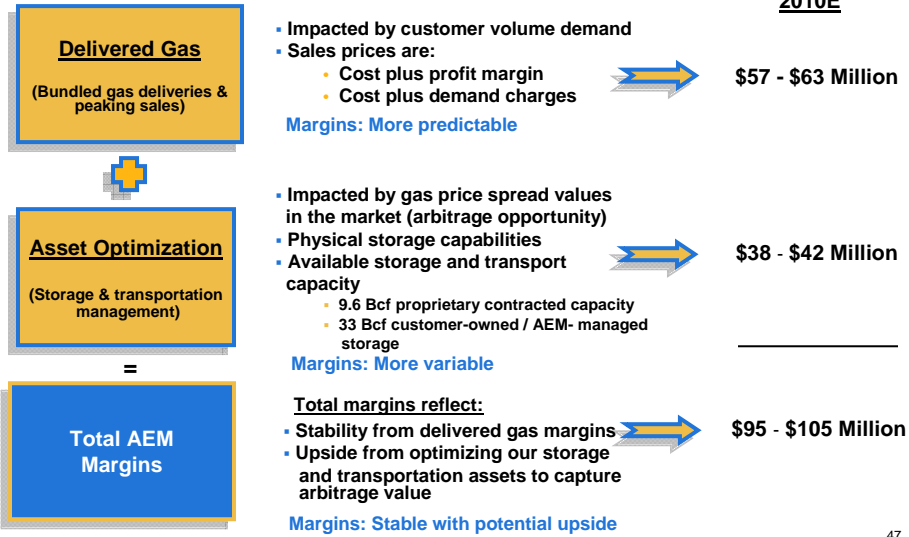 2010E
Delivered Gas
(Bundled gas deliveries &
peaking sales)
▪ Impacted by customer volume demand
▪ Sales prices are:
• Cost plus profit margin
• Cost plus demand charges
Margins: More predictable
$57 - $63 Million
Asset Optimization
(Storage & transportation
management)
▪ Impacted by gas price spread values
in the market (arbitrage opportunity)
▪ Physical storage capabilities
▪ Available storage and transport
capacity
▪ 9.6 Bcf proprietary contracted capacity
▪ 33 Bcf customer-owned / AEM- managed
storage
Margins: More variable
$38 - $42 Million
=
Total AEM
Margins
Total margins reflect:
▪ Stability from delivered gas margins
▪ Upside from optimizing our storage
and transportation assets to capture
arbitrage value
Margins: Stable with potential upside
$95 - $105 Million
47